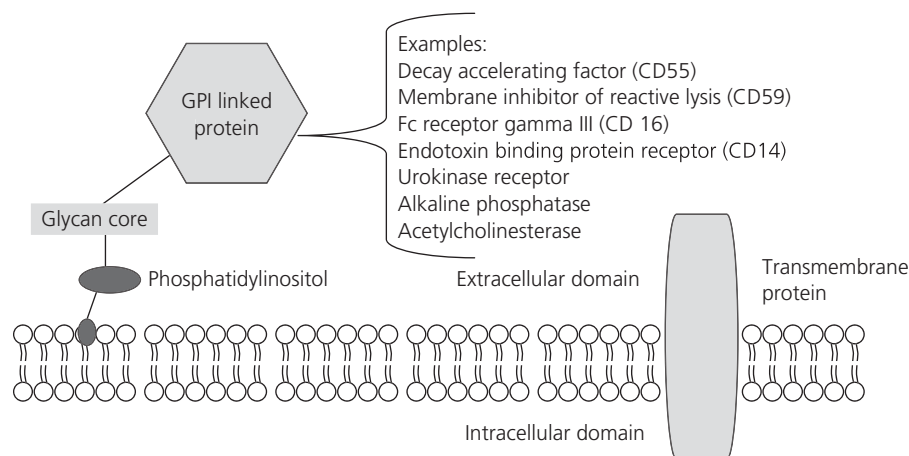 GPI linked
protein
Examples:
Decay accelerating factor (CD55)
Membrane inhibitor of reactive lysis (CD59)
Fc receptor gamma III (CD 16)
Endotoxin binding protein receptor (CD14)
Urokinase receptor
Alkaline phosphatase
Acetylcholinesterase
Glycan core
Phosphatidylinositol
Extracellular domain
Transmembrane
protein
Intracellular domain